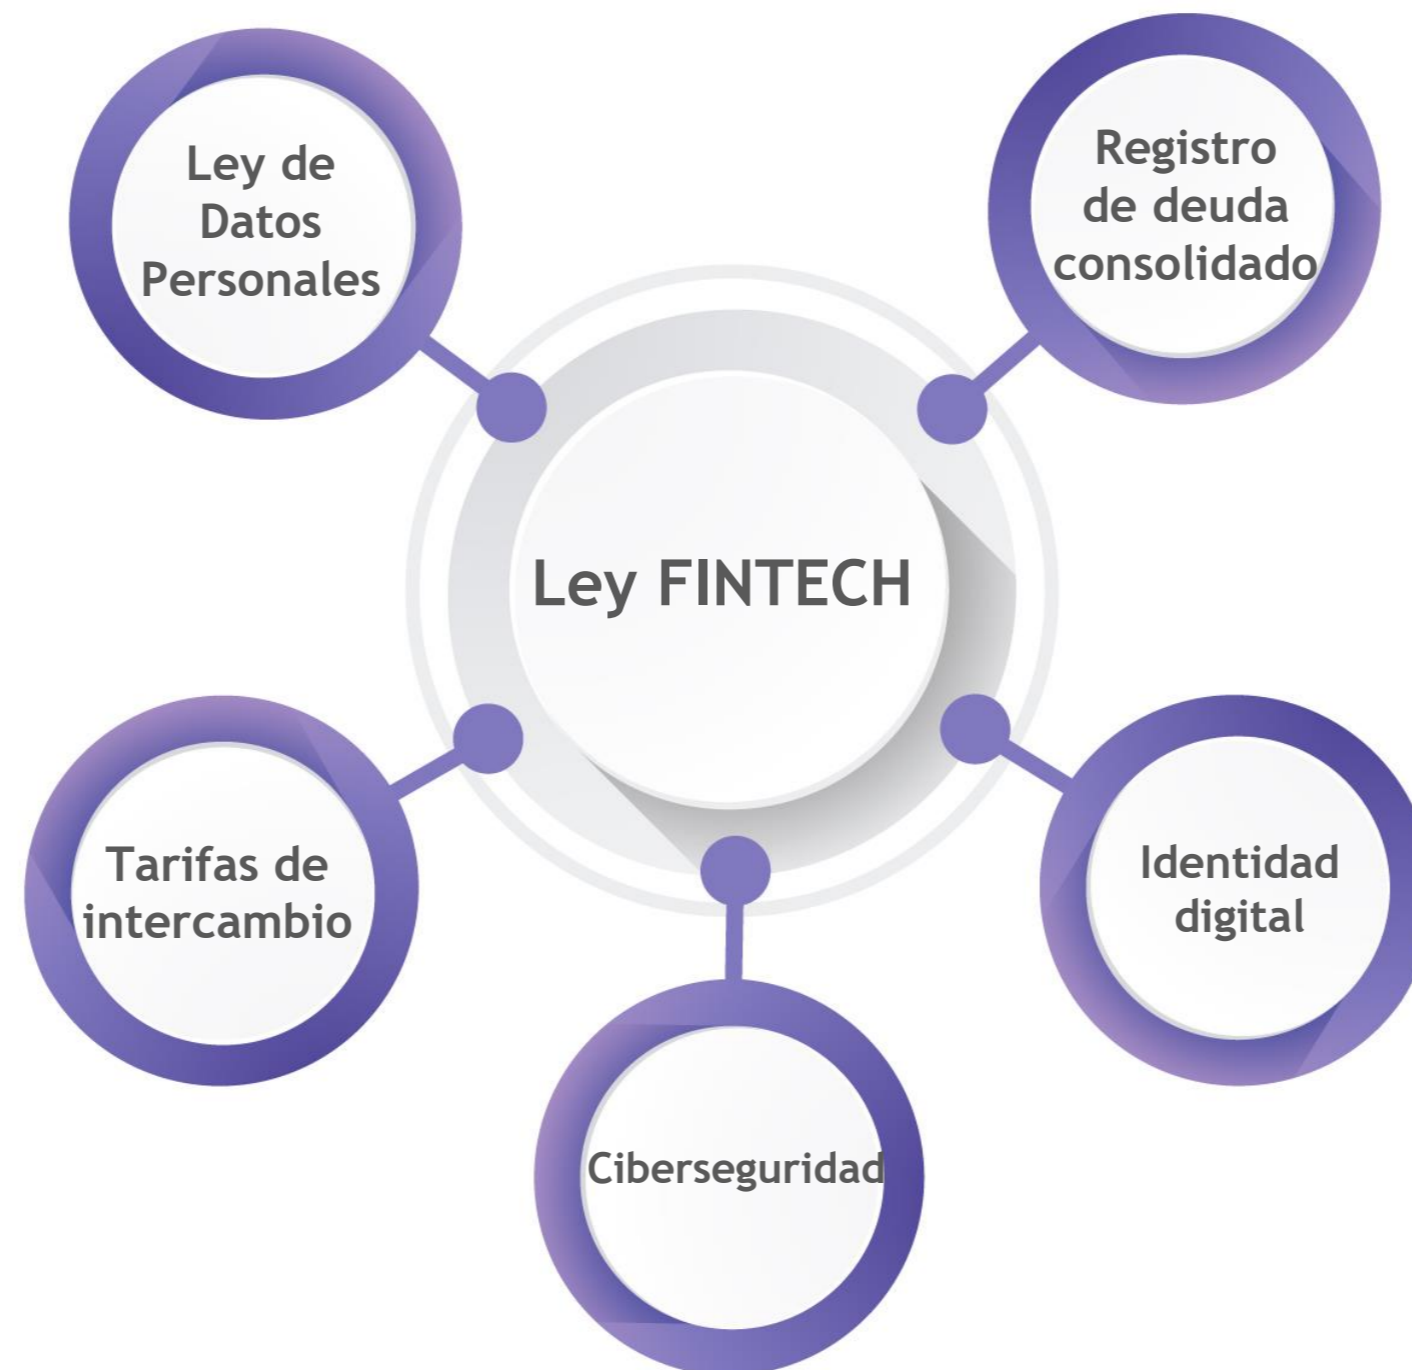 Ley de
Datos
Personales
Registro
de deuda
consolidado
Ley FINTECH
Tarifas de
intercambio
Identidad
digital
Ciberseguridad